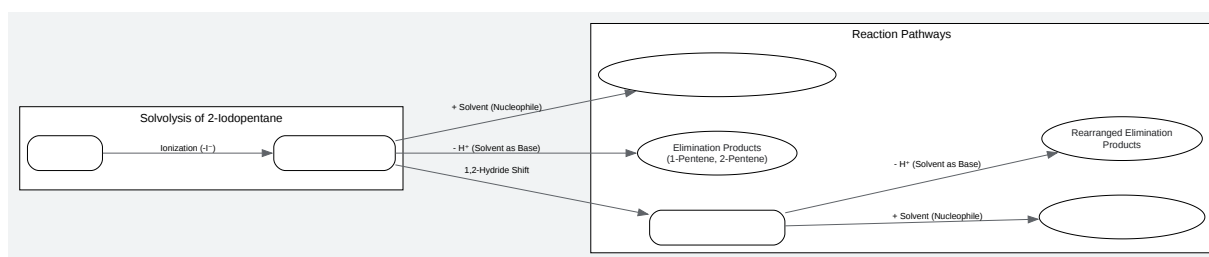 Reaction Pathways
Solvolysis of 2-Iodopentane
Ionization (-I⁻)
+ Solvent (Nucleophile)
- H⁺ (Solvent as Base)
1,2-Hydride Shift
Elimination Products
(1-Pentene, 2-Pentene)
- H⁺ (Solvent as Base)
+ Solvent (Nucleophile)
Rearranged Elimination
Products